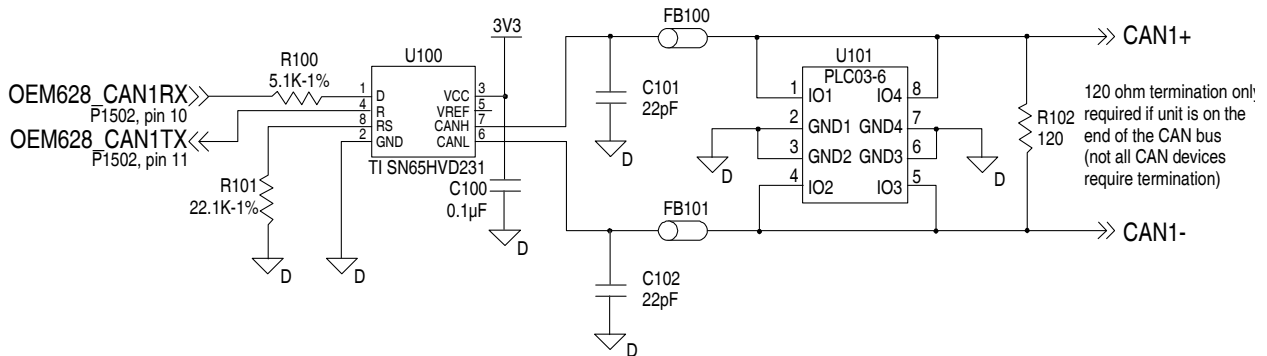 3V3
FB100
CAN1+
R100
5.1K-1%
U100
U101
PLC03-6
OEM628_CAN1RX
P1502, pin 10
OEM628_CAN1TX
P1502, pin 11
1 D VCC 3
4 R VREF 5
8 RS CANH 7
2 GND CANL 6
TI SN65HVD231
C101
22pF
D
1 IO1 IO4 8
2 GND1 GND4 7
3 GND2 GND3 6
4 IO2 IO3 5
D
D
R102
120
120 ohm termination only
required if unit is on the
end of the CAN bus
(not all CAN devices
require termination)
R101
22.1K-1%
C100
0.1µF
D
D
D
FB101
CAN1-
C102
22pF
D